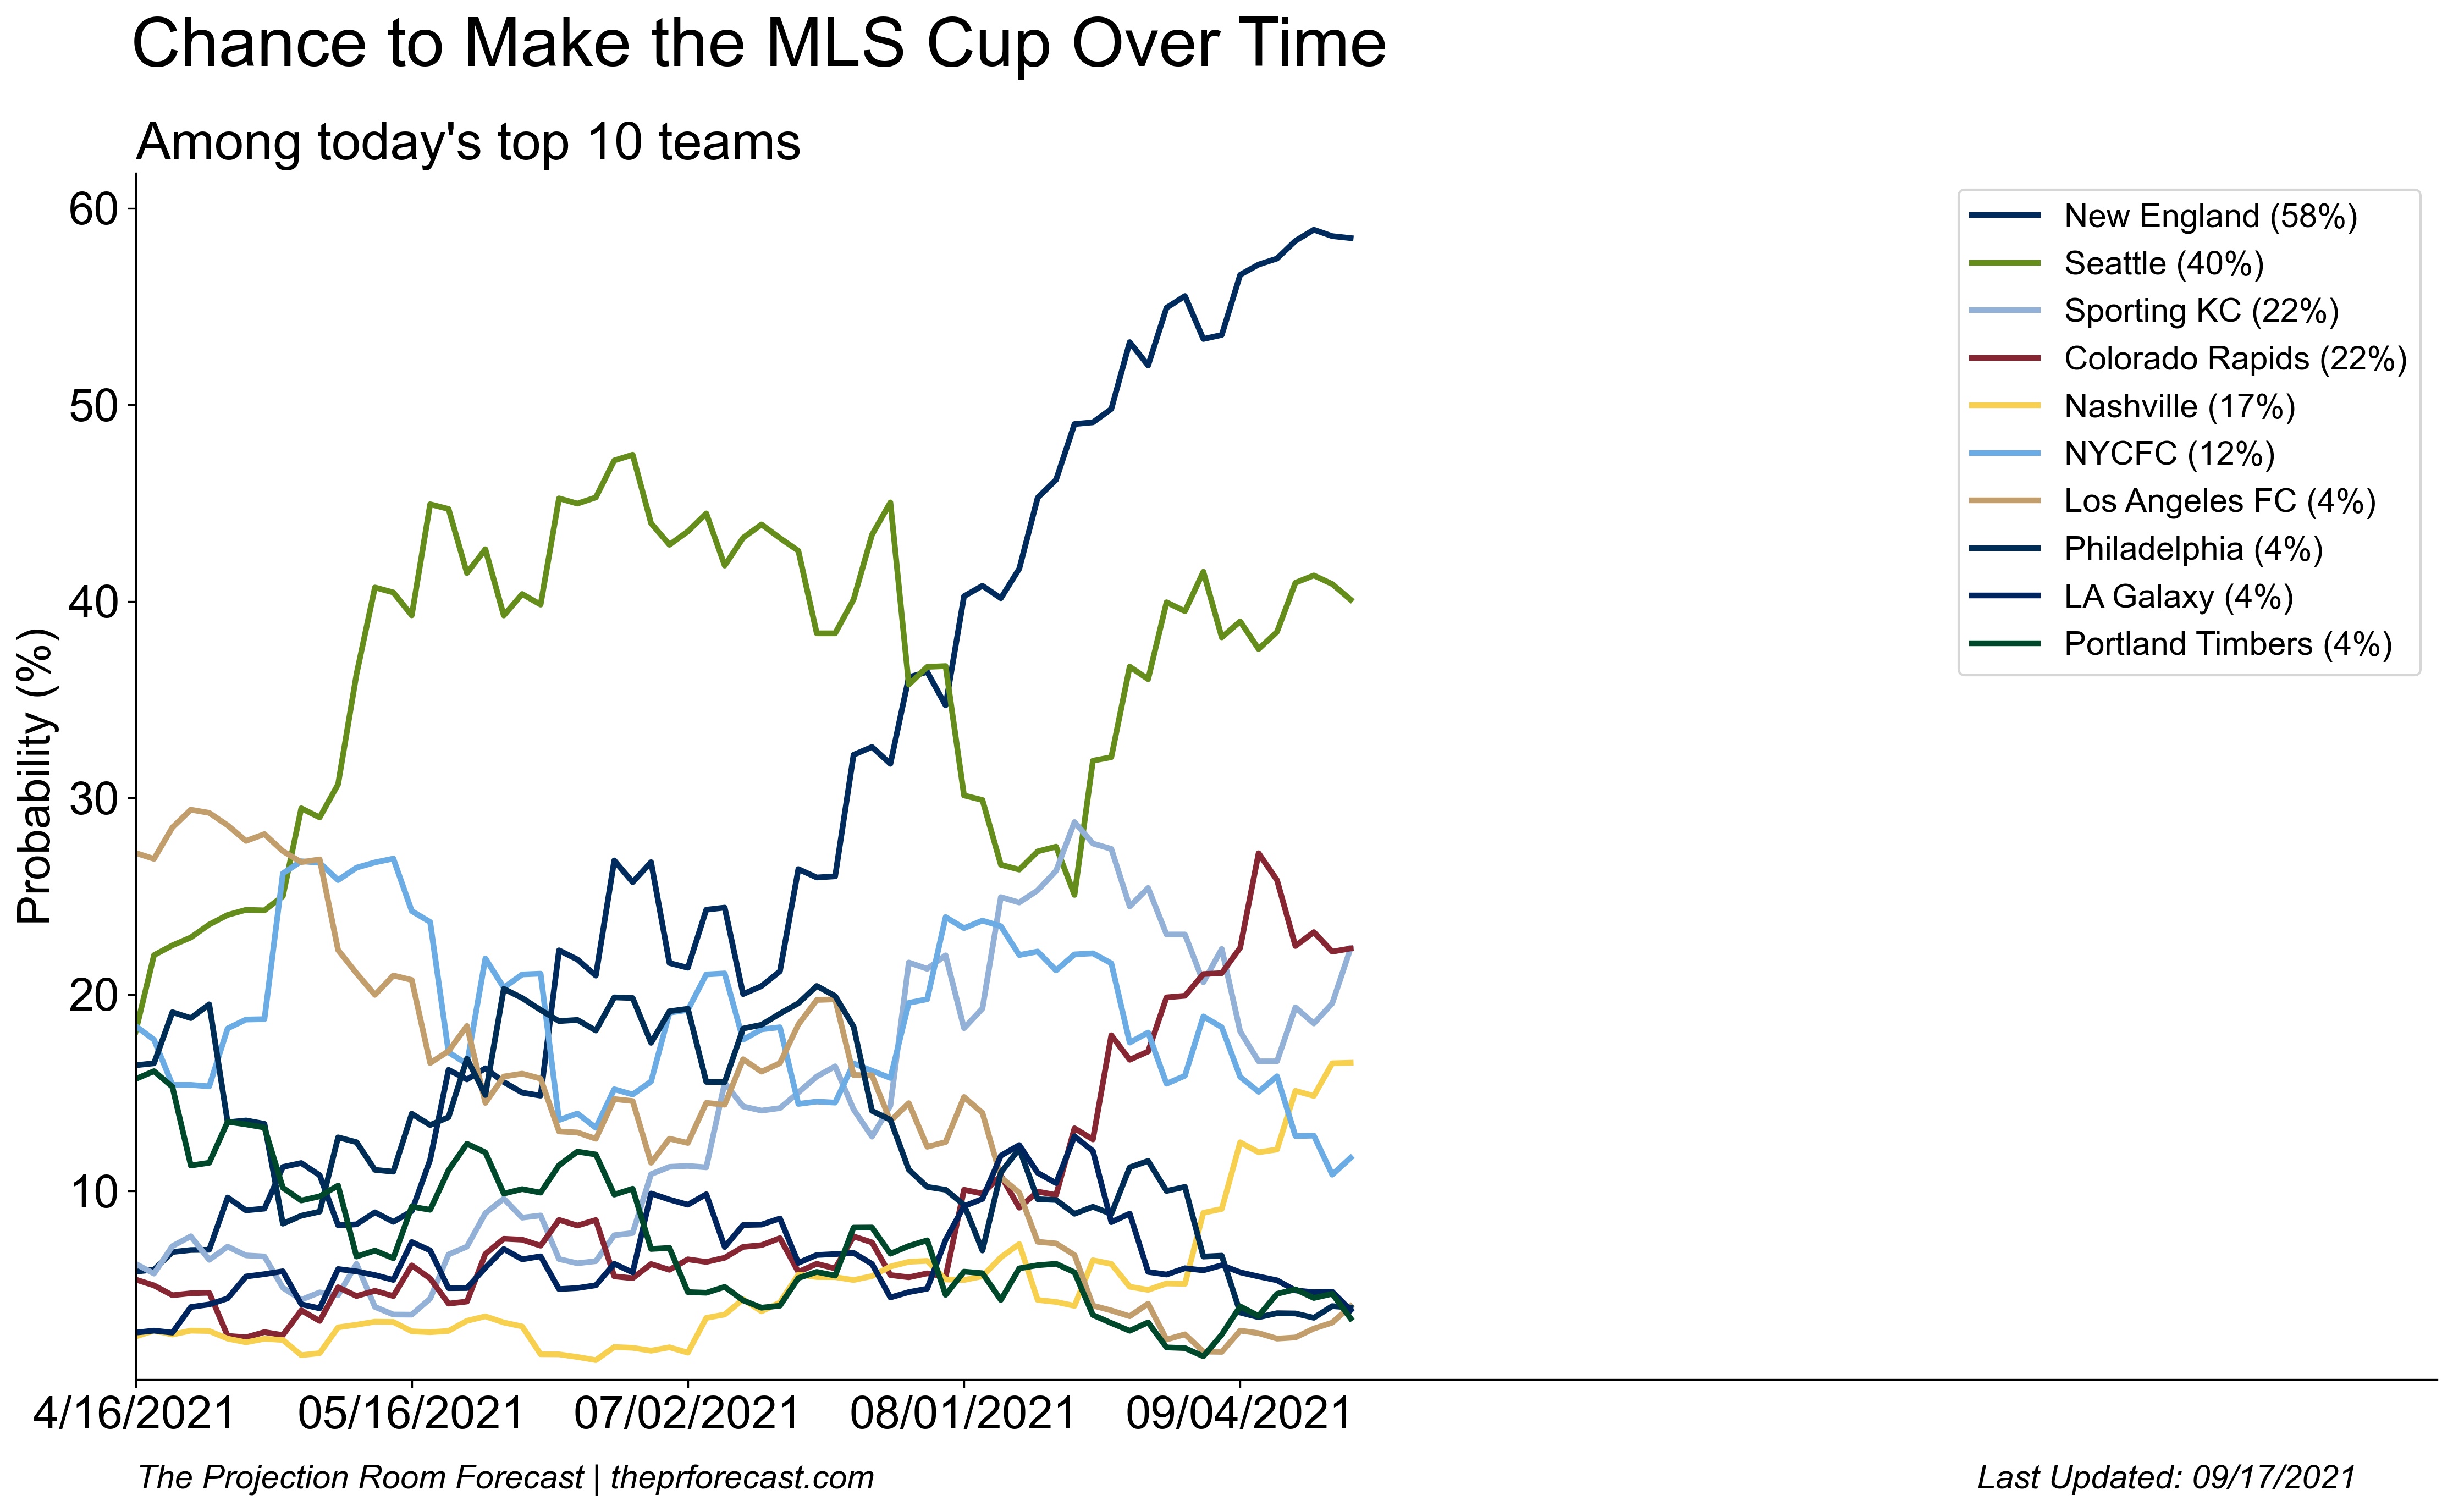 Chance to Make the MLS Cup Over Time
Among today's top 10 teams
Probability (%)
60
50
40
30
20
10
4/16/2021
05/16/2021
07/02/2021
08/01/2021
09/04/2021
New England (58%)
Seattle (40%)
Sporting KC (22%)
Colorado Rapids (22%)
Nashville (17%)
NYCFC (12%)
Los Angeles FC (4%)
Philadelphia (4%)
LA Galaxy (4%)
Portland Timbers (4%)
The Projection Room Forecast | theprforecast.com
Last Updated: 09/17/2021